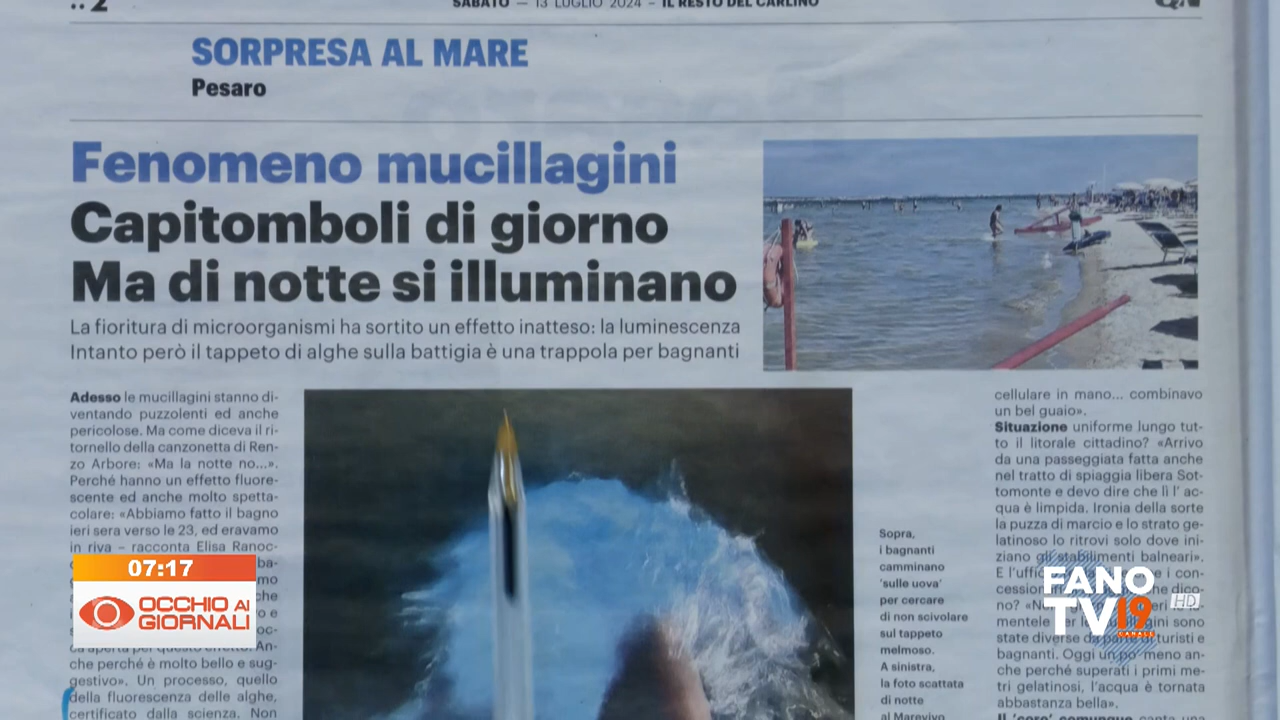 SABATO — 13 LUGLIO 2024 – IL RESTO DEL CARLINO
SORPRESA AL MARE
Pesaro
Fenomeno mucillagini
Capitomboli di giorno
Ma di notte si illuminano
La fioritura di microorganismi ha sortito un effetto inatteso: la luminescenza
Intanto però il tappeto di alghe sulla battigia è una trappola per bagnanti
Adesso le mucillagini stanno di-
ventando puzzolenti ed anche
pericolose. Ma come diceva il ri-
tornello della canzonetta di Ren-
zo Arbore: «Ma la notte no...».
Perché hanno un effetto fluore-
scente ed anche molto spetta-
colare: «Abbiamo fatto il bagno
ieri sera verso le 23, ed eravamo
in riva – racconta Elisa Ranoc-
che perché è molto bello e sug-
gestivo». Un processo, quello
della fluorescenza delle alghe,
certificato dalla scienza. Non
Sopra,
i bagnanti
camminano
'sulle uova'
per cercare
di non scivolare
sul tappeto
melmoso.
A sinistra,
la foto scattata
di notte
al Marevivo
cellulare in mano... combinavo
un bel guaio».
Situazione uniforme lungo tut-
to il litorale cittadino? «Arrivo
da una passeggiata fatta anche
nel tratto di spiaggia libera Sot-
tomonte e devo dire che lì l' ac-
qua è limpida. Ironia della sorte
la puzza di marcio e lo strato ge-
latinoso lo ritrovi solo dove ini-
ziano gli stabilimenti balneari».
state diverse da parte di turisti e
bagnanti. Oggi un po' meno an-
che perché superati i primi me-
tri gelatinosi, l'acqua è tornata
abbastanza bella».
07:17
OCCHIO AI
GIORNALI
FANO
TV 19
CANALE
HD